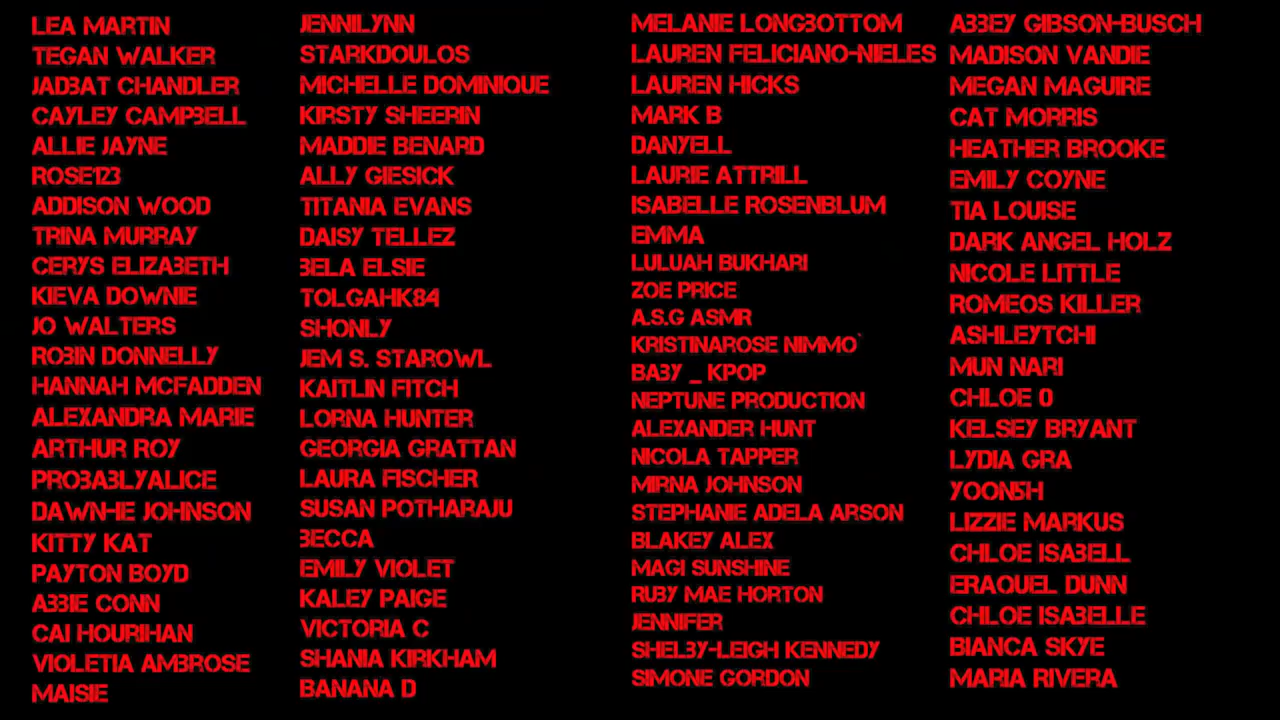 LEA MARTIN
TEGAN WALKER
JADBAT CHANDLER
CAYLEY CAMPBELL
ALLIE JAYNE
ROSE123
ADDISON WOOD
TRINA MURRAY
CERYS ELIZABETH
KIEVA DOWNIE
JO WALTERS
ROBIN DONNELLY
HANNAH MCFADDEN
ALEXANDRA MARIE
ARTHUR ROY
PROBABLYALICE
DAWN-IE JOHNSON
KITTY KAT
PAYTON BOYD
ABBIE CONN
CAI HOURIHAN
VIOLETIA AMBROSE
MAISIE
JENNILYNN
STARKDOULOS
MICHELLE DOMINIQUE
KIRSTY SHEERIN
MADDIE BENARD
ALLY GIESICK
TITANIA EVANS
DAISY TELLEZ
BELA ELSIE
TOLGAHK84
SHONLY
JEM S. STAROWL
KAITLIN FITCH
LORNA HUNTER
GEORGIA GRATTAN
LAURA FISCHER
SUSAN POTHARAJU
BECCA
EMILY VIOLET
KALEY PAIGE
VICTORIA C
SHANIA KIRKHAM
BANANA D
MELANIE LONGBOTTOM
LAUREN FELICIANO-NIELES
LAUREN HICKS
MARK B
DANYELL
LAURIE ATTRILL
ISABELLE ROSENBLUM
EMMA
LULUAH BUKHARI
ZOE PRICE
A.S.G ASMR
KRISTINAROSE NIMMO`
BABY _ KPOP
NEPTUNE PRODUCTION
ALEXANDER HUNT
NICOLA TAPPER
MIRNA JOHNSON
STEPHANIE ADELA ARSON
BLAKEY ALEX
MAGI SUNSHINE
RUBY MAE HORTON
JENNIFER
SHELBY-LEIGH KENNEDY
SIMONE GORDON
ABBEY GIBSON-BUSCH
MADISON VANDIE
MEGAN MAGUIRE
CAT MORRIS
HEATHER BROOKE
EMILY COYNE
TIA LOUISE
DARK ANGEL HOLZ
NICOLE LITTLE
ROMEOS KILLER
ASHLEYTCHI
MUN NARI
CHLOE O
KELSEY BRYANT
LYDIA GRA
YOON5H
LIZZIE MARKUS
CHLOE ISABELL
ERAQUEL DUNN
CHLOE ISABELLE
BIANCA SKYE
MARIA RIVERA